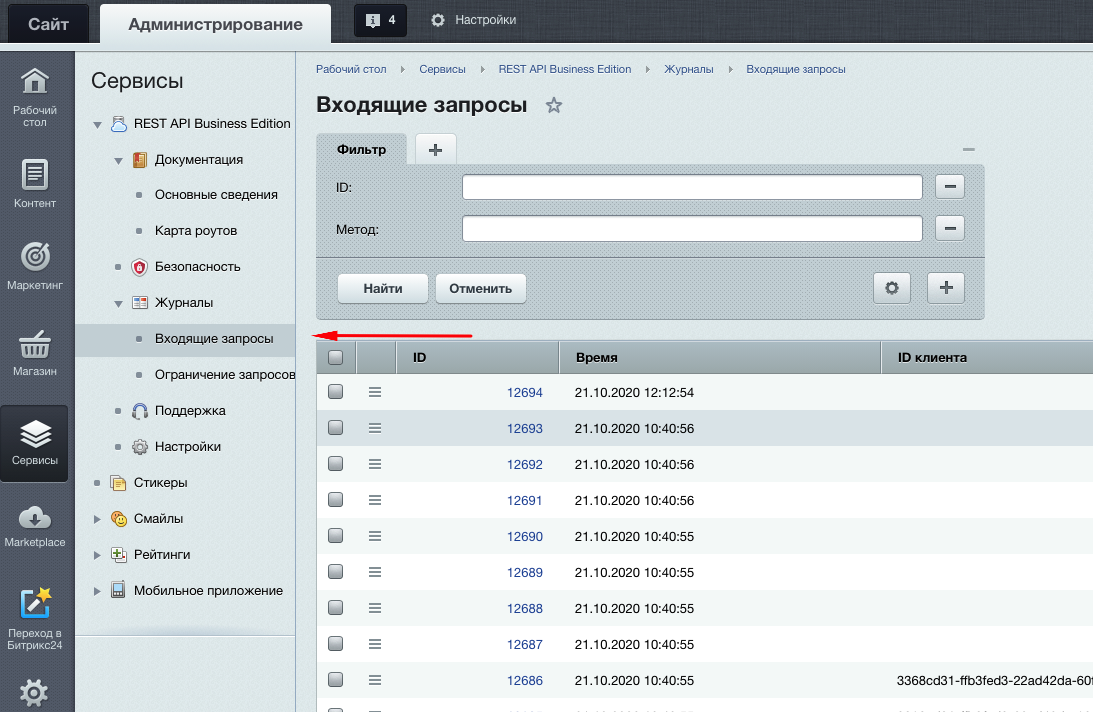 Сайт
Администрирование
4
Настройки
Рабочий
стол
Контент
Маркетинг
Магазин
Сервисы
Marketplace
Переход в
Битрикс24
Сервисы
REST API Business Edition
Документация
Основные сведения
Карта роутов
Безопасность
Журналы
Входящие запросы
Ограничение запросов
Поддержка
Настройки
Стикеры
Смайлы
Рейтинги
Мобильное приложение
Рабочий стол Сервисы REST API Business Edition Журналы Входящие запросы
Входящие запросы
Фильтр
ID:
Метод:
Найти Отменить
ID Время ID клиента
12694 21.10.2020 12:12:54
12693 21.10.2020 10:40:56
12692 21.10.2020 10:40:56
12691 21.10.2020 10:40:56
12690 21.10.2020 10:40:55
12689 21.10.2020 10:40:55
12688 21.10.2020 10:40:55
12687 21.10.2020 10:40:55
12686 21.10.2020 10:40:55 3368cd31-ffb3fed3-22ad42da-60f